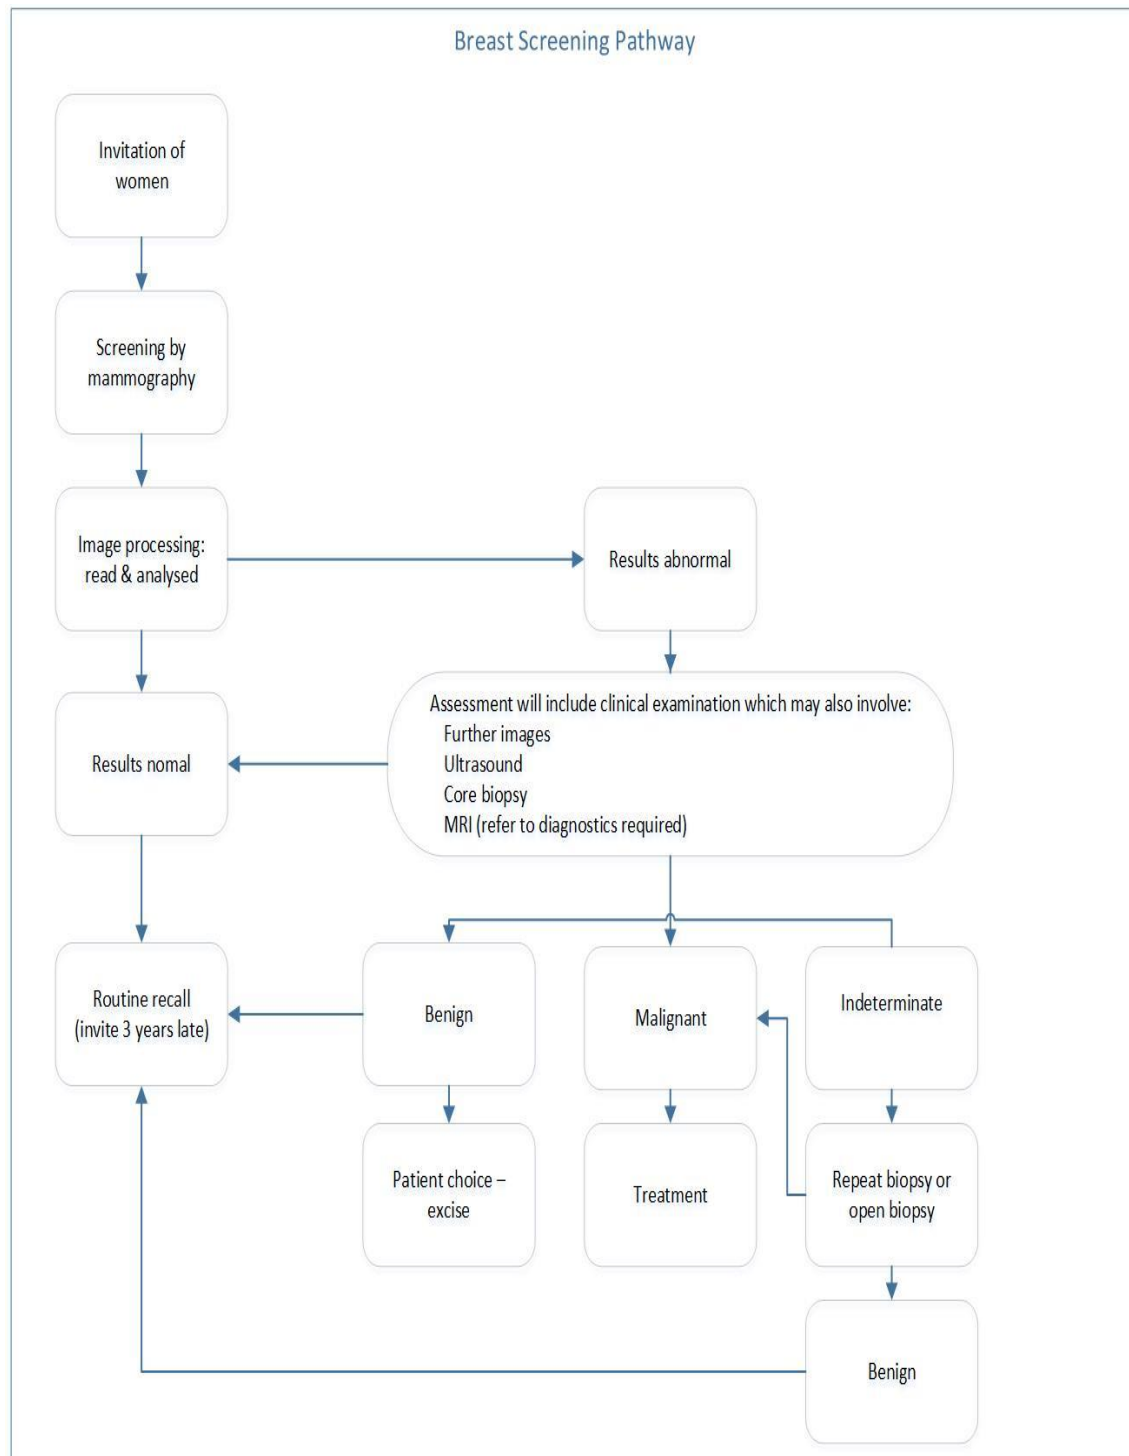 Breast Screening Pathway
Invitation of
women
Screening by
mammography
Image processing:
read & analysed
Results abnormal
Results nomal
Assessment will include clinical examination which may also involve:
Further images
Ultrasound
Core biopsy
MRI (refer to diagnostics required)
Routine recall
(invite 3 years late)
Benign
Malignant
Indeterminate
Patient choice –
excise
Treatment
Repeat biopsy or
open biopsy
Benign